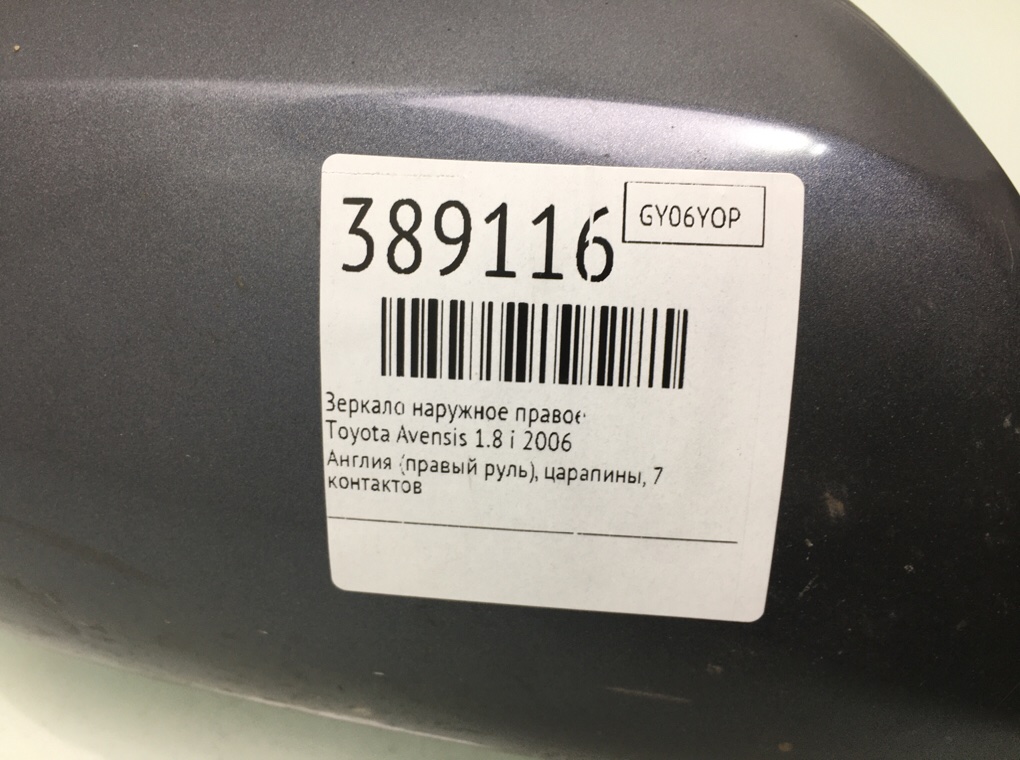 389116
GY06YOP
Зеркало наружное правое
Toyota Avensis 1.8 i 2006
Англия (правый руль), царапины, 7
контактов